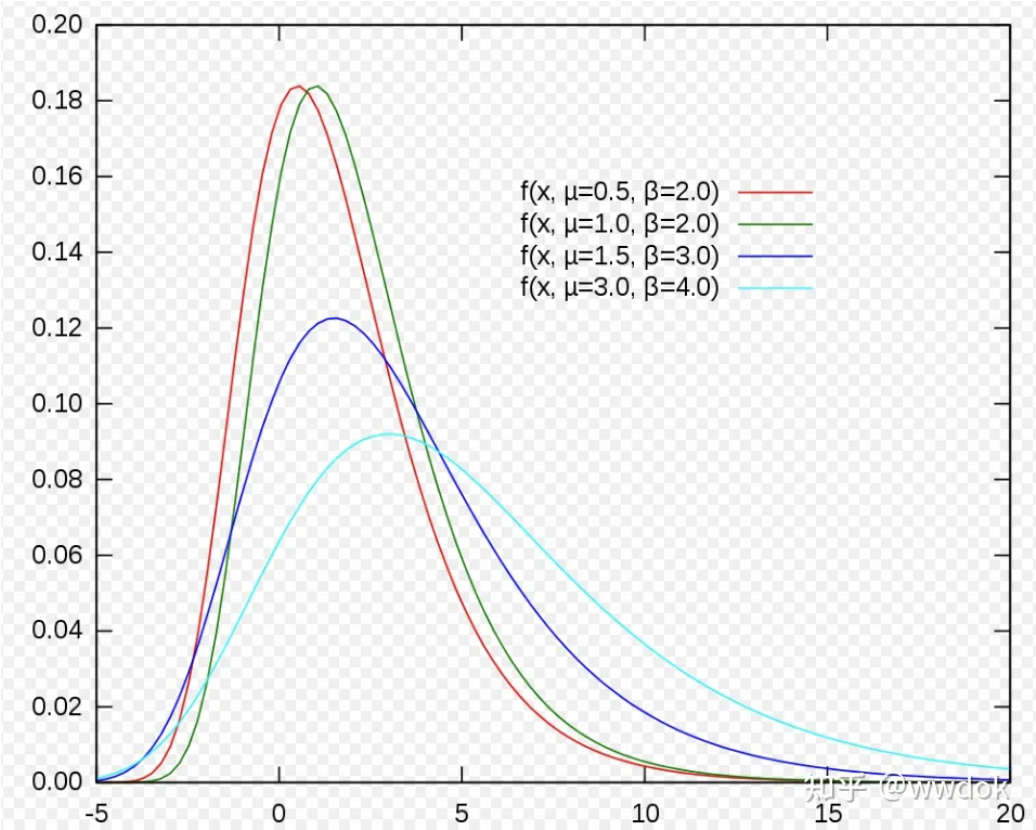 0.20
0.18
0.16
0.14
0.12
0.10
0.08
0.06
0.04
0.02
0.00
f(x, μ=0.5, β=2.0)
f(x, μ=1.0, β=2.0)
f(x, μ=1.5, β=3.0)
f(x, μ=3.0, β=4.0)
-5 0 5 10 15 20
知乎 @wwdok